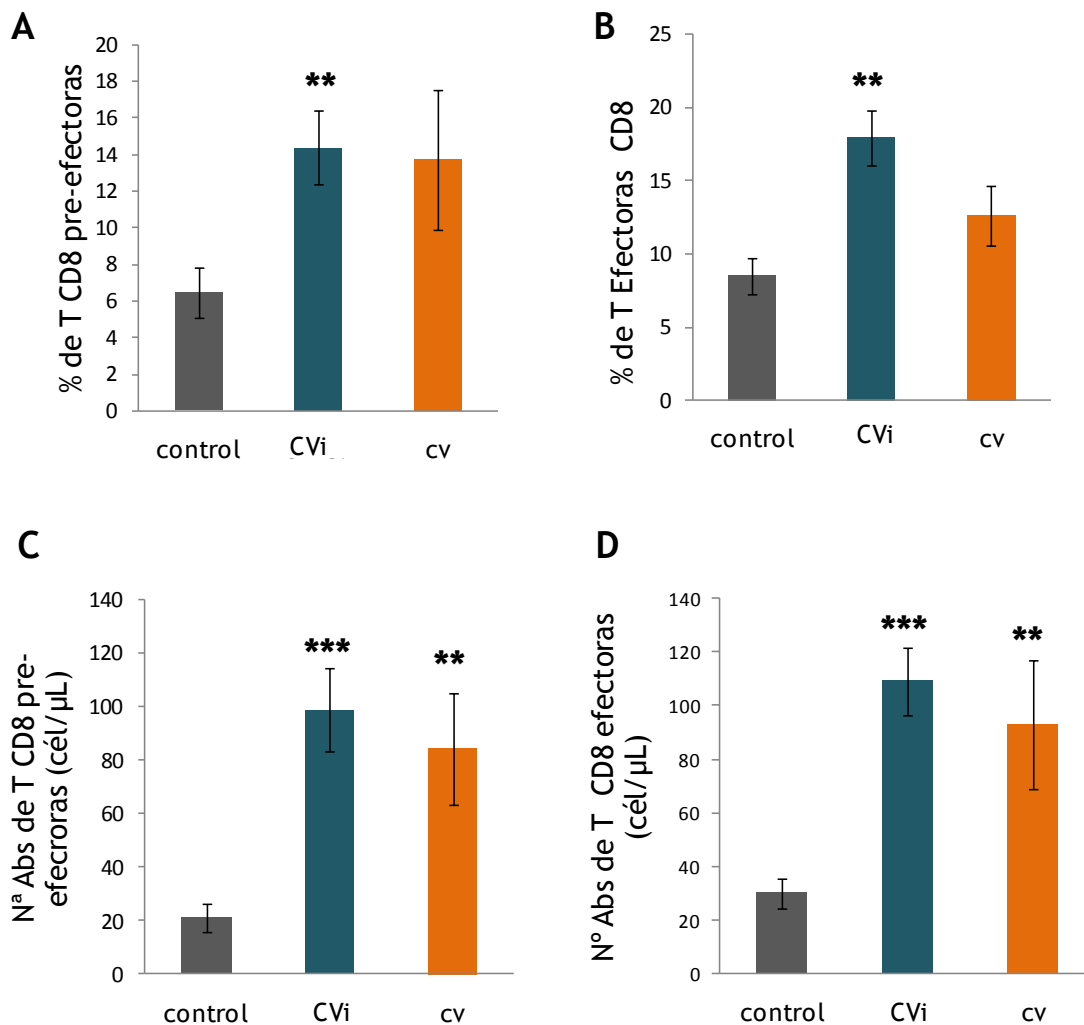 A
% de T CD8 pre-efectoras
20
18
16
14
12
10
8
6
4
2
0
**
control
CVi
cv
B
% de T Efectoras CD8
25
20
15
10
5
0
**
control
CVi
cv
C
Nª Abs de T CD8 pre-
efecroras (cél/µL)
140
120
100
80
60
40
20
0
***
**
control
CVi
cv
D
Nº Abs de T CD8 efectoras
(cél/µL)
140
120
100
80
60
40
20
0
***
**
control
CVi
cv